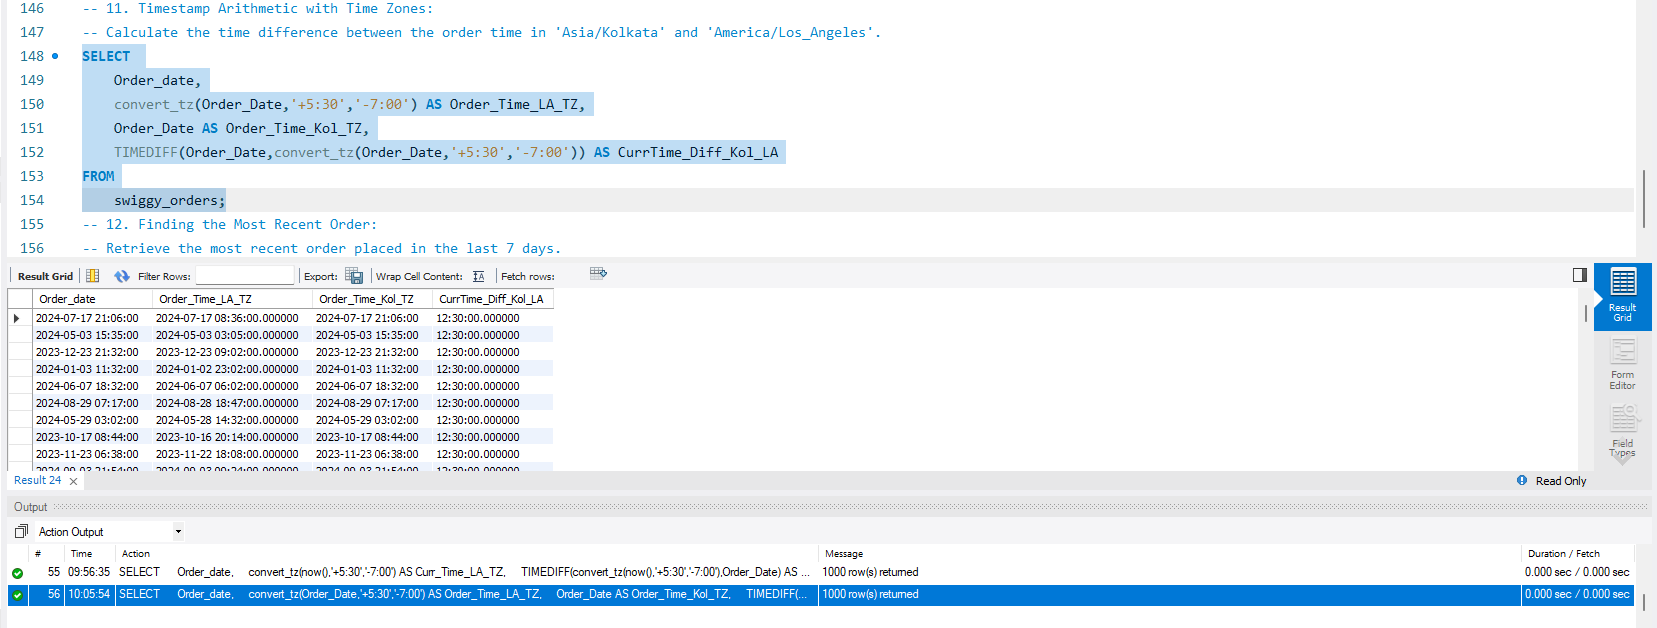 146 -- 11. Timestamp Arithmetic with Time Zones:
147 -- Calculate the time difference between the order time in 'Asia/Kolkata' and 'America/Los_Angeles'.
148 SELECT
149 Order_date,
150 convert_tz(Order_Date,'+5:30','-7:00') AS Order_Time_LA_TZ,
151 Order_Date AS Order_Time_Kol_TZ,
152 TIMEDIFF(Order_Date,convert_tz(Order_Date,'+5:30','-7:00')) AS CurrTime_Diff_Kol_LA
153 FROM
154 swiggy_orders;
155 -- 12. Finding the Most Recent Order:
156 -- Retrieve the most recent order placed in the last 7 days.
Result Grid Filter Rows: Export: Wrap Cell Content: Fetch rows:
Order_date Order_Time_LA_TZ Order_Time_Kol_TZ CurrTime_Diff_Kol_LA
2024-07-17 21:06:00 2024-07-17 08:36:00.000000 2024-07-17 21:06:00 12:30:00.000000
2024-05-03 15:35:00 2024-05-03 03:05:00.000000 2024-05-03 15:35:00 12:30:00.000000
2023-12-23 21:32:00 2023-12-23 09:02:00.000000 2023-12-23 21:32:00 12:30:00.000000
2024-01-03 11:32:00 2024-01-02 23:02:00.000000 2024-01-03 11:32:00 12:30:00.000000
2024-06-07 18:32:00 2024-06-07 06:02:00.000000 2024-06-07 18:32:00 12:30:00.000000
2024-08-29 07:17:00 2024-08-28 18:47:00.000000 2024-08-29 07:17:00 12:30:00.000000
2024-05-29 03:02:00 2024-05-28 14:32:00.000000 2024-05-29 03:02:00 12:30:00.000000
2023-10-17 08:44:00 2023-10-16 20:14:00.000000 2023-10-17 08:44:00 12:30:00.000000
2023-11-23 06:38:00 2023-11-22 18:08:00.000000 2023-11-23 06:38:00 12:30:00.000000
Result
Grid
Form
Editor
Field
Types
Result 24 Read Only
Output
Action Output
# Time Action Message Duration / Fetch
55 09:56:35 SELECT Order_date, convert_tz(now(),'+5:30','-7:00') AS Curr_Time_LA_TZ, TIMEDIFF(convert_tz(now(),'+5:30','-7:00'),Order_Date) AS ... 1000 row(s) returned 0.000 sec / 0.000 sec
56 10:05:54 SELECT Order_date, convert_tz(Order_Date,'+5:30','-7:00') AS Order_Time_LA_TZ, Order_Date AS Order_Time_Kol_TZ, TIMEDIFF(... 1000 row(s) returned 0.000 sec / 0.000 sec